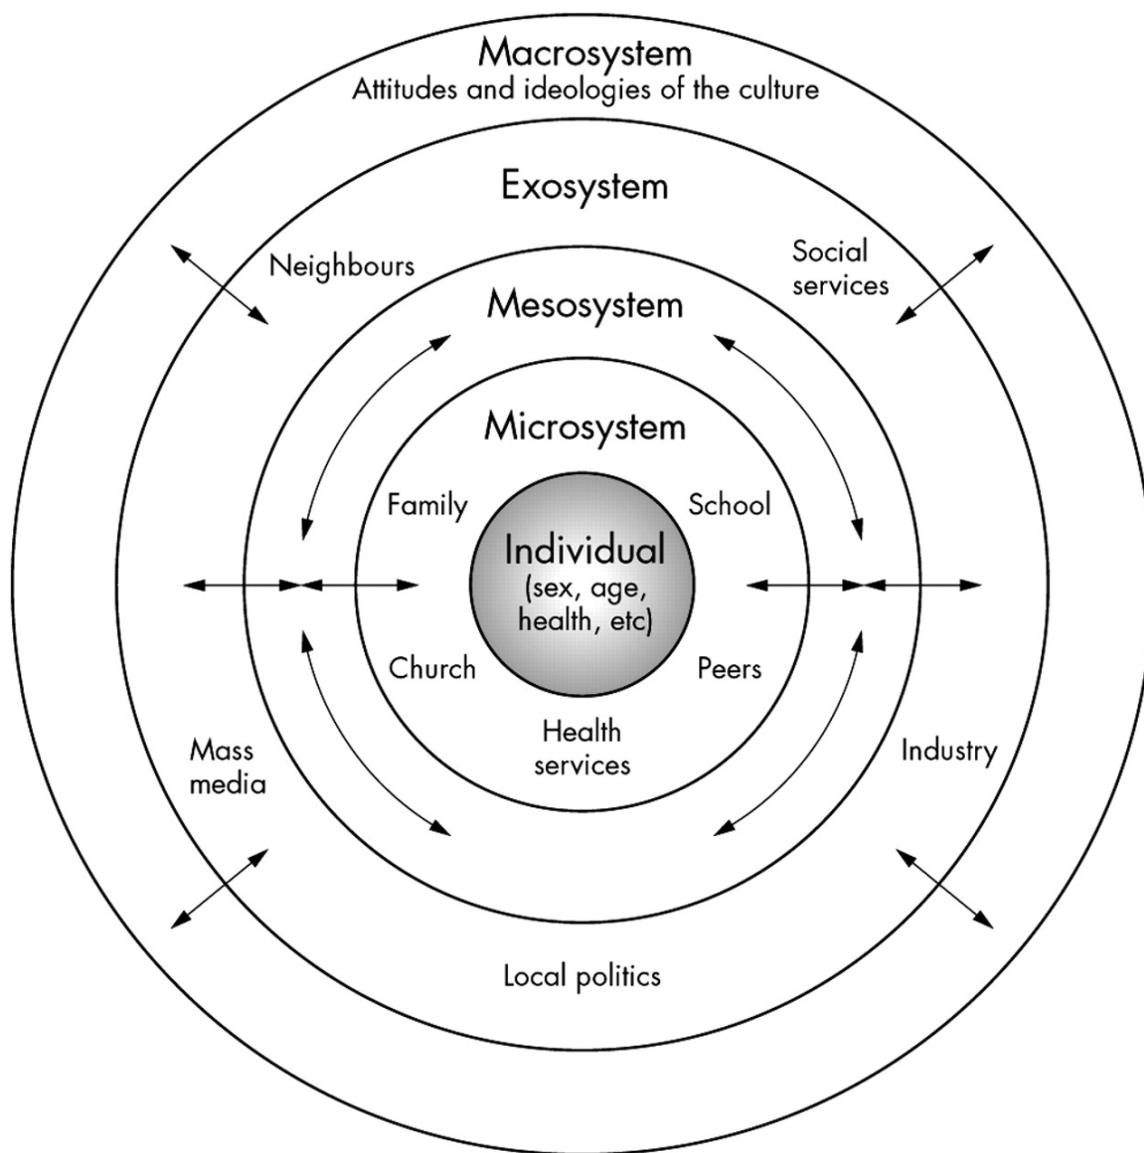 Macrosystem
Attitudes and ideologies of the culture
Exosystem
Neighbours
Social
services
Mesosystem
Microsystem
Family
School
Individual
(sex, age,
health, etc)
Church
Peers
Health
services
Mass
media
Industry
Local politics